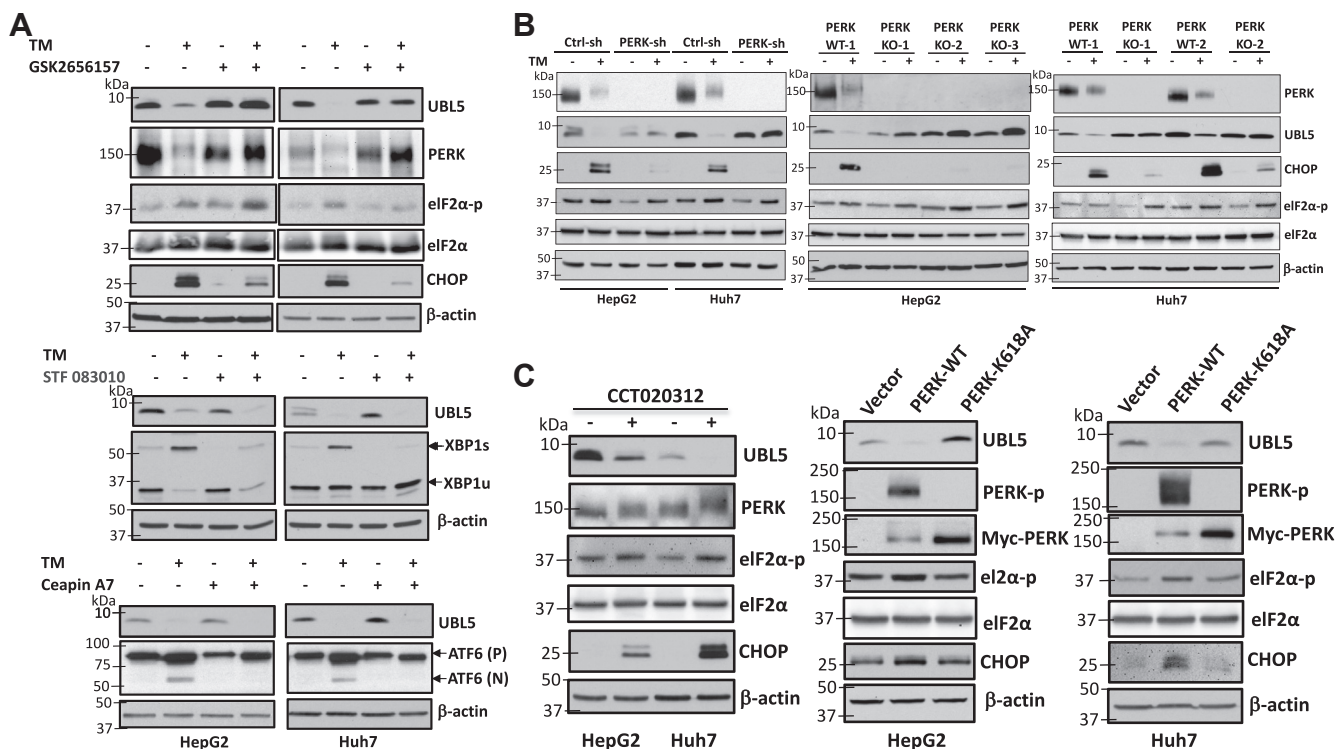 A
TM - + - + - + - +
GSK2656157 - - + + - - + +
kDa
10 UBL5
150 PERK
37 eIF2α-p
37 eIF2α
25 CHOP
50
37 β-actin
TM - + - + - + - +
STF 083010 - - + + - - + +
kDa
10 UBL5
50 XBP1s
37 XBP1u
50
37 β-actin
TM - + - + - + - +
Ceapin A7 - - + + - - + +
kDa
10 UBL5
100 ATF6 (P)
75
50 ATF6 (N)
50
37 β-actin
HepG2 Huh7
B
Ctrl-sh PERK-sh Ctrl-sh PERK-sh
TM - + - + - + - +
kDa
150
10
25
37
37
50
37
HepG2 Huh7
PERK PERK PERK PERK
WT-1 KO-1 KO-2 KO-3
- + - + - + - +
kDa
150
10
25
37
37
50
37
HepG2
PERK PERK PERK PERK
WT-1 KO-1 WT-2 KO-2
- + - + - + - +
kDa
150 PERK
10 UBL5
25 CHOP
37 eIF2α-p
37 eIF2α
50
37 β-actin
Huh7
C
CCT020312
kDa - + - +
10 UBL5
150 PERK
37 eIF2α-p
37 eIF2α
25 CHOP
50
37 β-actin
HepG2 Huh7
Vector PERK-WT PERK-K618A
kDa
10 UBL5
250
150 PERK-p
250
150 Myc-PERK
37 eI2α-p
37 eIF2α
25 CHOP
50
37 β-actin
HepG2
Vector PERK-WT PERK-K618A
kDa
10 UBL5
250
150 PERK-p
250
150 Myc-PERK
37 eIF2α-p
37 eIF2α
25 CHOP
50
37 β-actin
Huh7